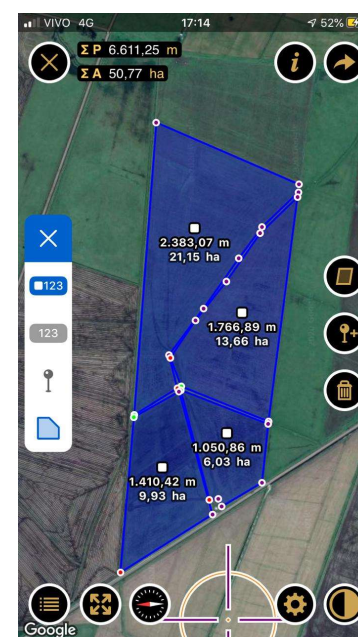 VIVO 4G 17:14 52%
Σ P 6.611,25 m
Σ A 50,77 ha
i
2.383,07 m
21,15 ha
123
1.766,89 m
13,66 ha
123
1.050,86 m
6,03 ha
1.410,42 m
9,93 ha
Google